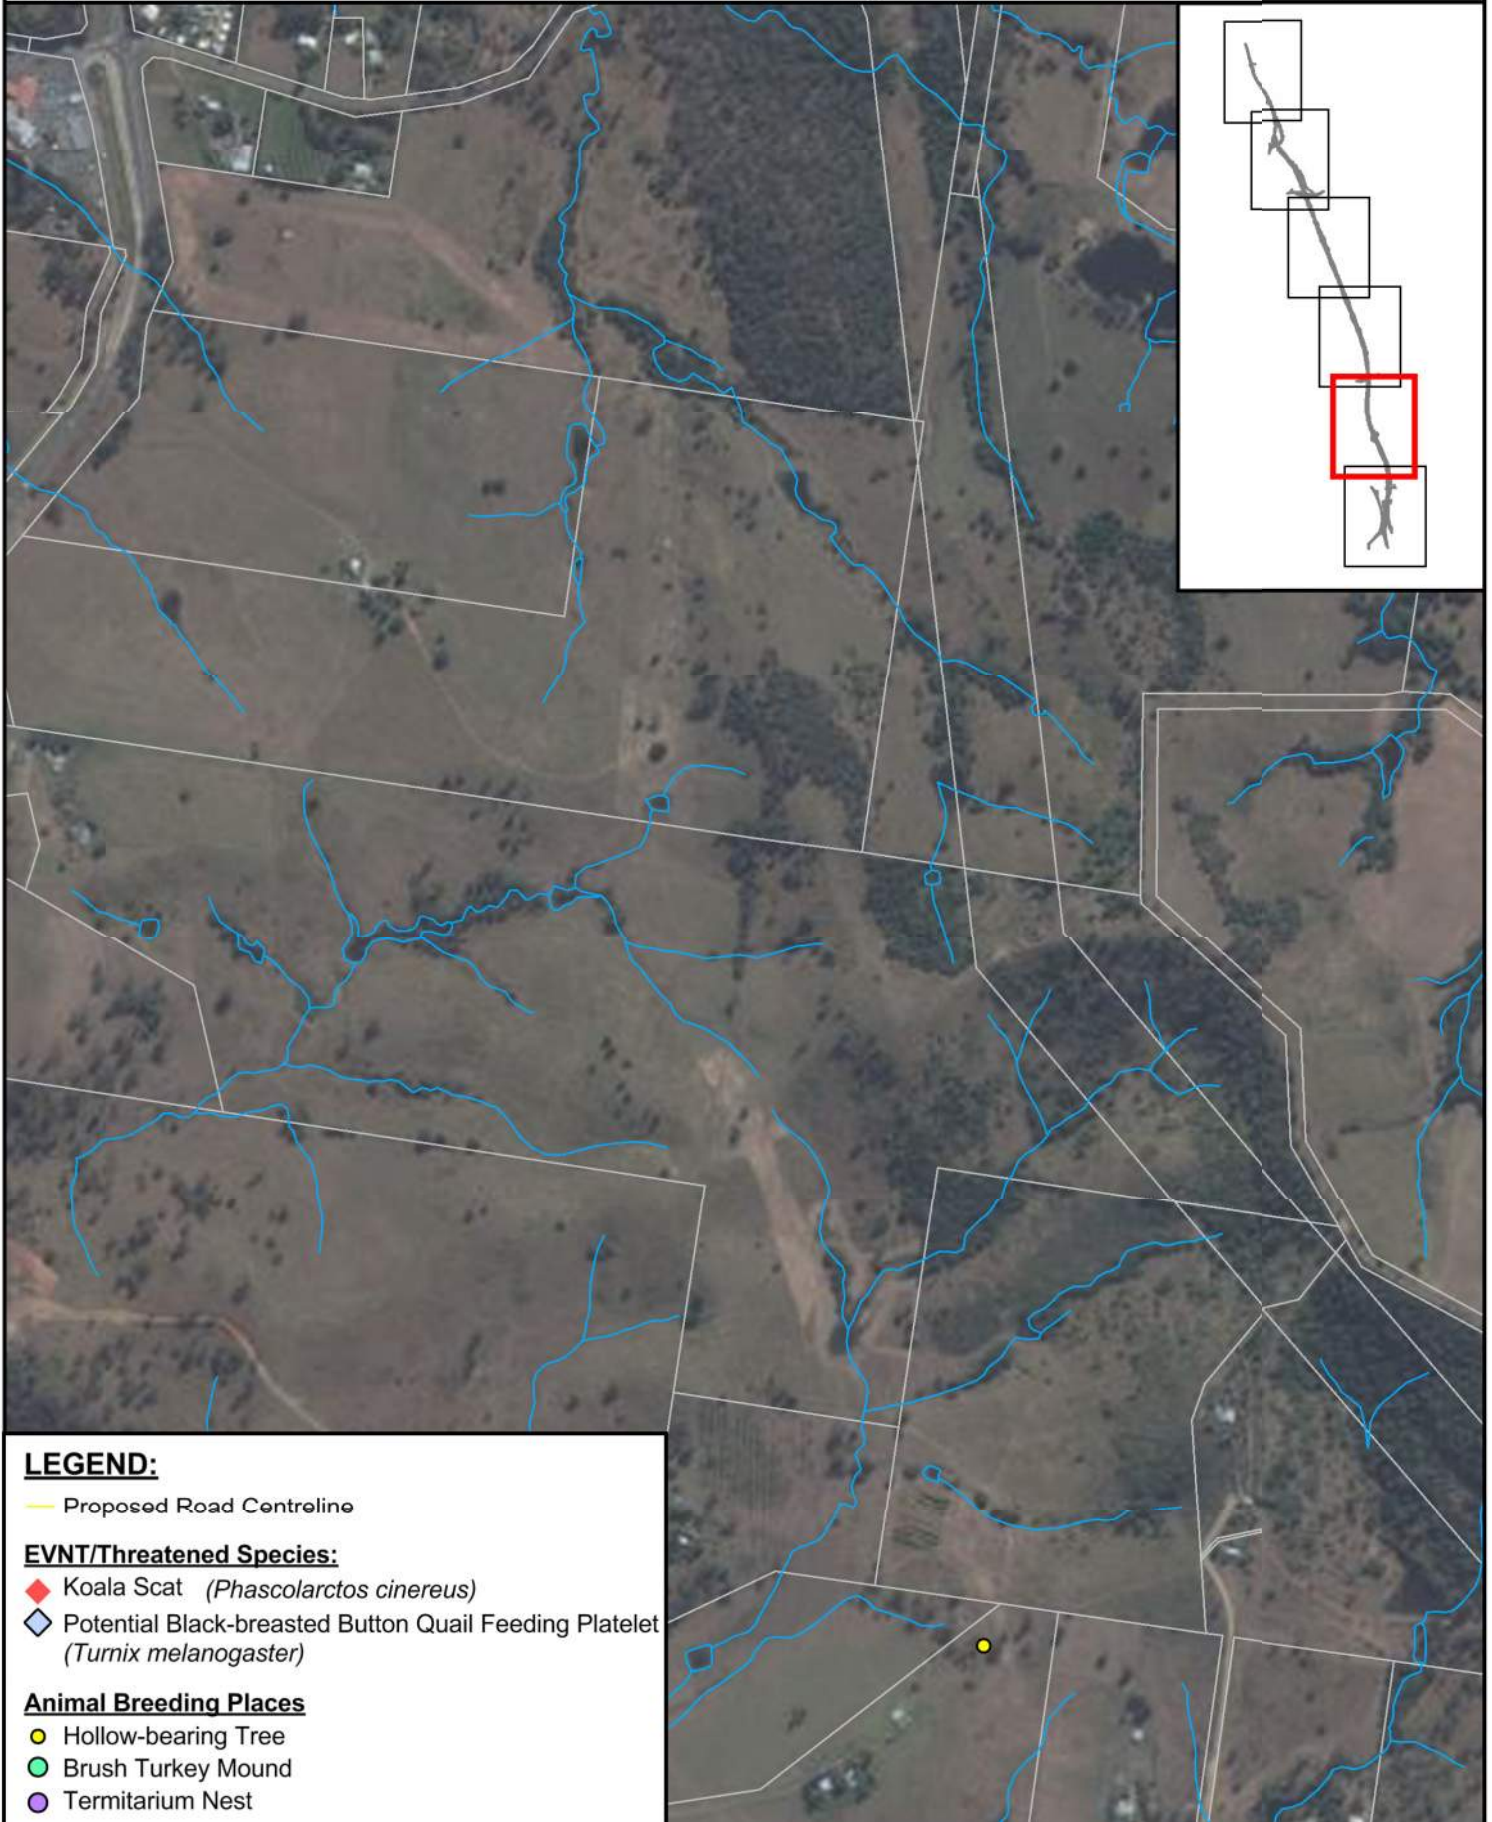 LEGEND:
Proposed Road Centreline
EVNT/Threatened Species:
Koala Scat (Phascolarctos cinereus)
Potential Black-breasted Button Quail Feeding Platelet
(Turnix melanogaster)
Animal Breeding Places
Hollow-bearing Tree
Brush Turkey Mound
Termitarium Nest